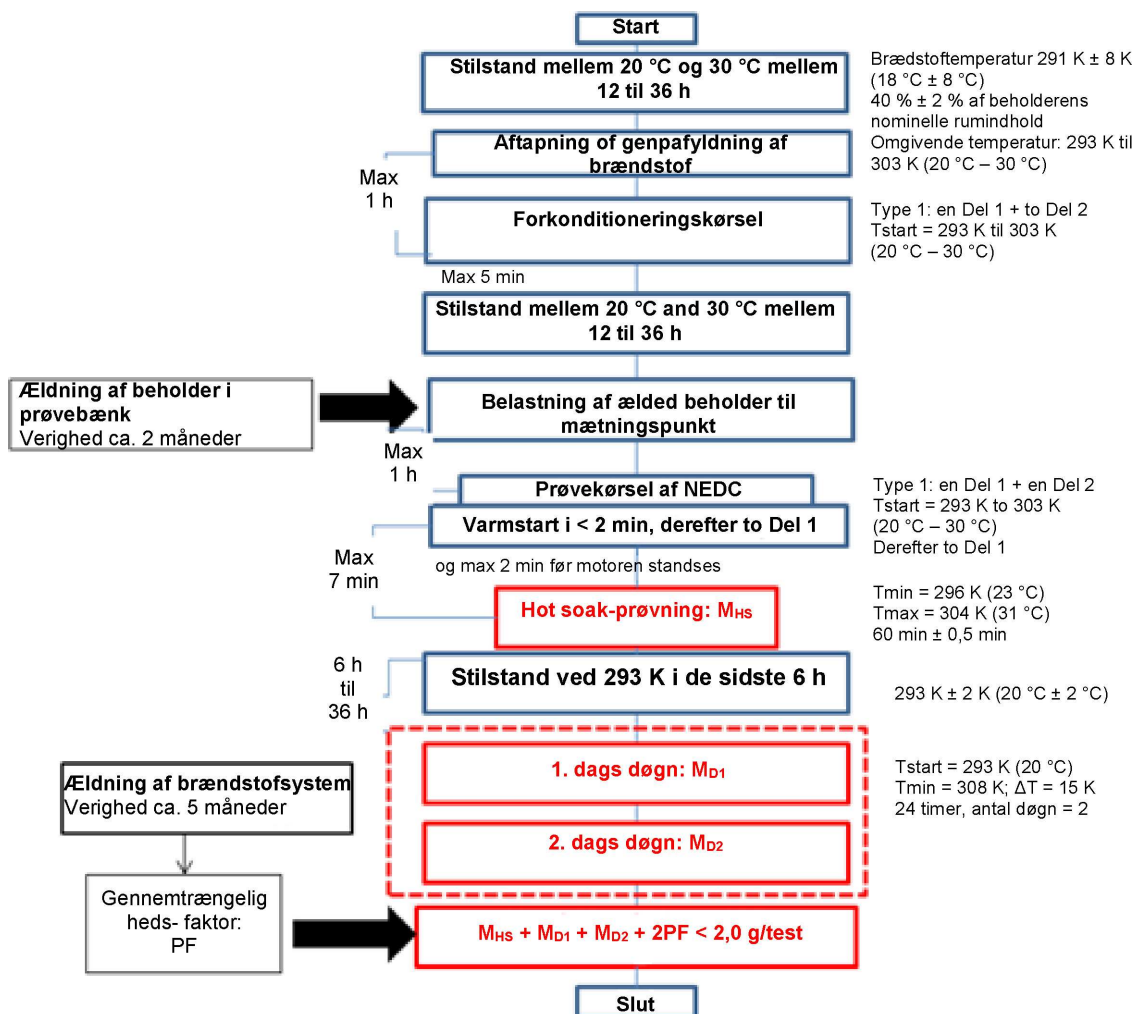 Start
Stilstand mellem 20 °C og 30 °C mellem
12 til 36 h
Brædstoftemperatur 291 K ± 8 K
(18 °C ± 8 °C)
40 % ± 2 % af beholderens
nominelle rumindhold
Omgivende temperatur: 293 K til
303 K (20 °C – 30 °C)
Aftapning of genpafyldning af
brændstof
Max
1 h
Forkonditioneringskørsel
Type 1: en Del 1 + to Del 2
Tstart = 293 K til 303 K
(20 °C – 30 °C)
Max 5 min
Stilstand mellem 20 °C and 30 °C mellem
12 til 36 h
Ældning af beholder i
prøvebænk
Verighed ca. 2 måneder
Belastning af ælded beholder til
mætningspunkt
Max
1 h
Prøvekørsel af NEDC
Varmstart i < 2 min, derefter to Del 1
Type 1: en Del 1 + en Del 2
Tstart = 293 K to 303 K
(20 °C – 30 °C)
Derefter to Del 1
Max
7 min
og max 2 min før motoren standses
Hot soak-prøvning: MHS
Tmin = 296 K (23 °C)
Tmax = 304 K (31 °C)
60 min ± 0,5 min
6 h
til
36 h
Stilstand ved 293 K i de sidste 6 h
293 K ± 2 K (20 °C ± 2 °C)
1. dags døgn: MD1
Tstart = 293 K (20 °C)
Tmin = 308 K; ΔT = 15 K
24 timer, antal døgn = 2
Ældning af brændstofsystem
Verighed ca. 5 måneder
2. dags døgn: MD2
Gennemtrængelig
heds- faktor:
PF
MHS + MD1 + MD2 + 2PF < 2,0 g/test
Slut